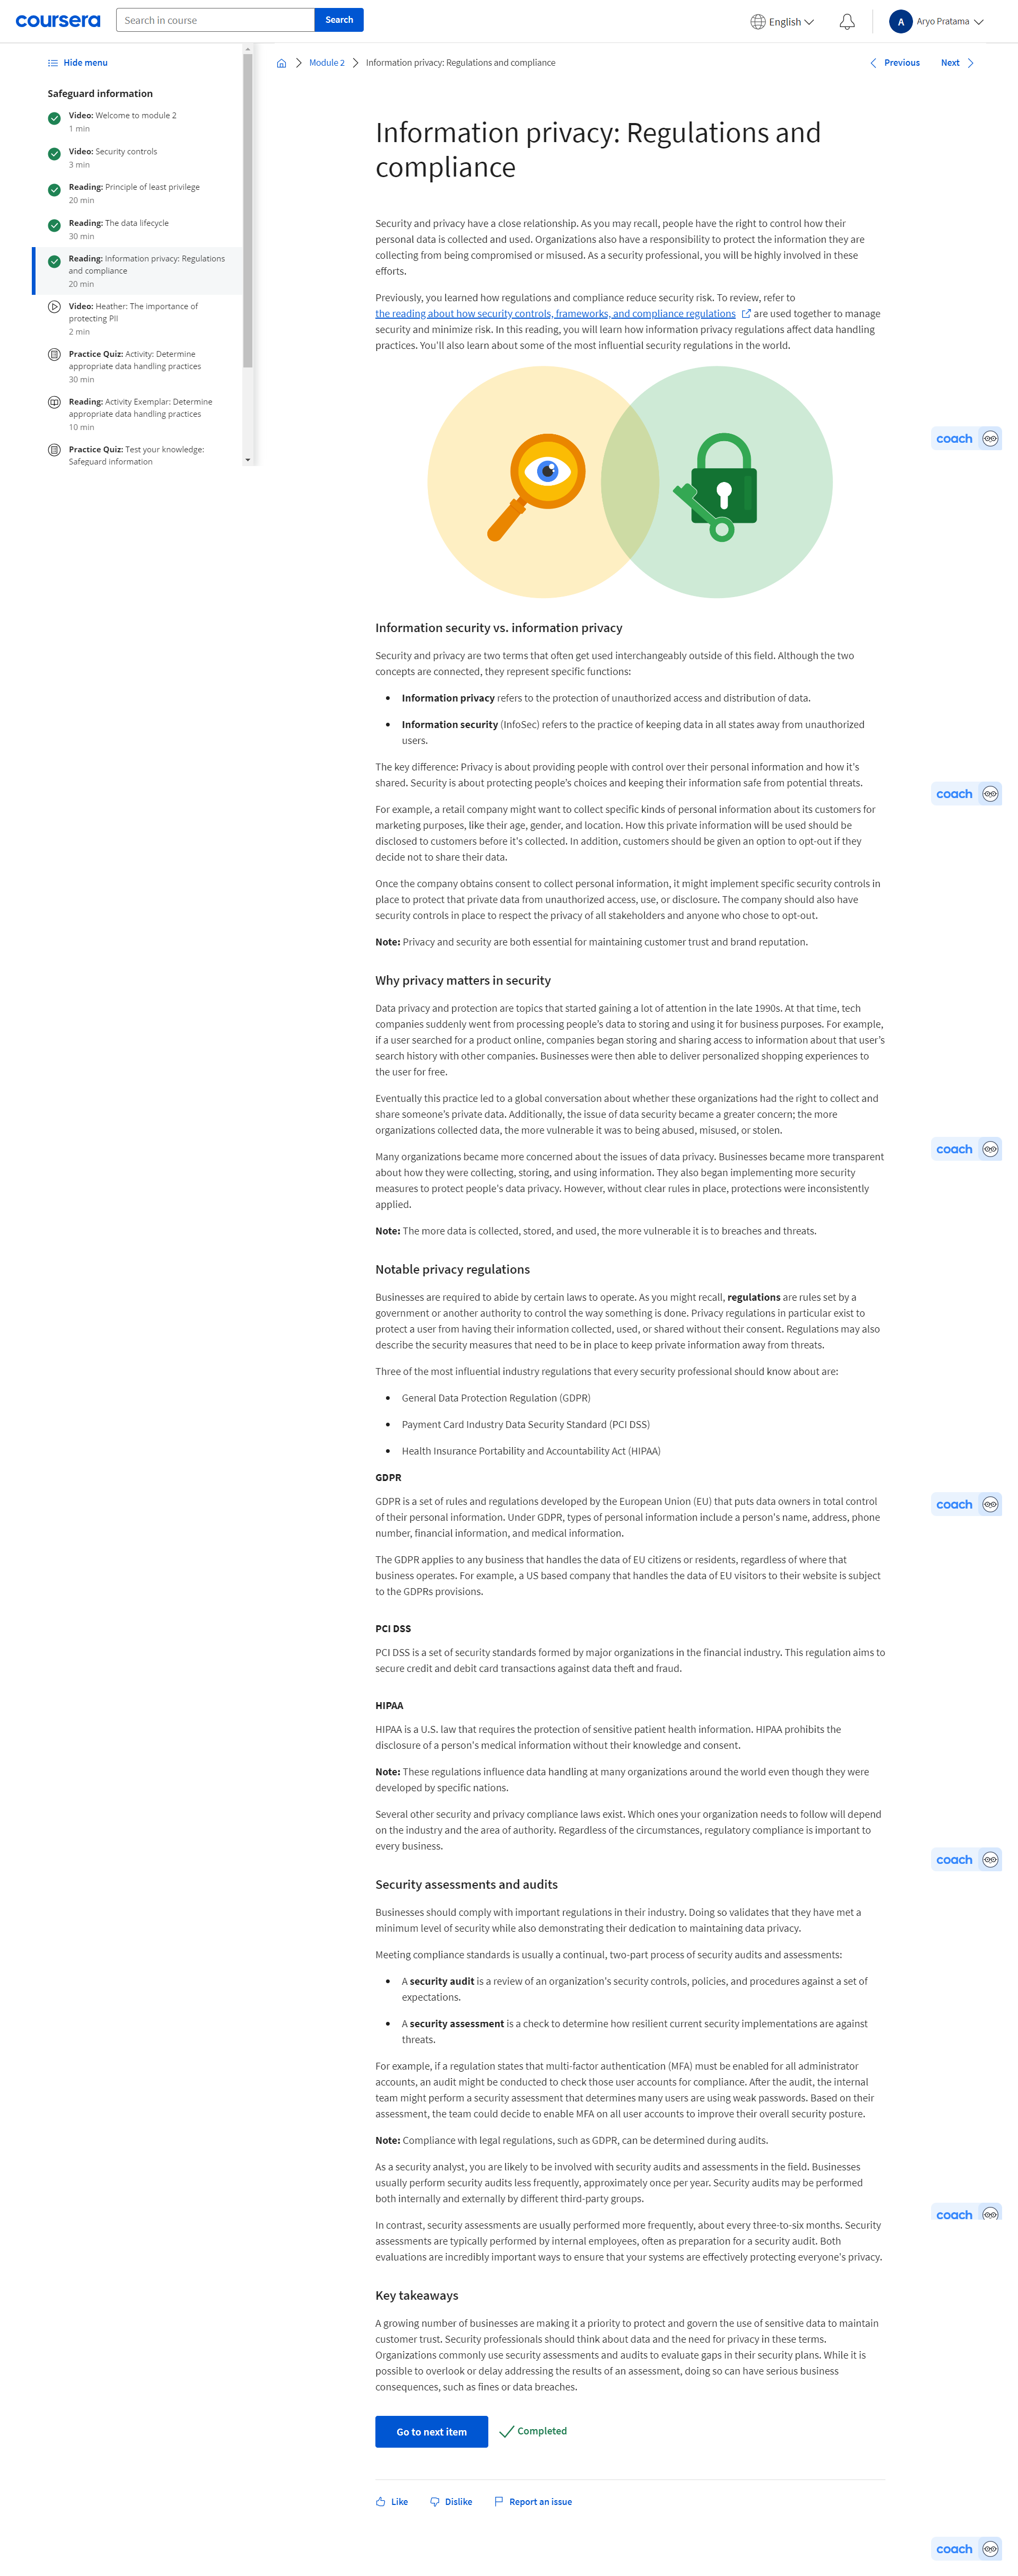 coursera
Search in course
Search
English
A
Aryo Pratama
Hide menu
Safeguard information
Video: Welcome to module 2
1 min
Video: Security controls
3 min
Reading: Principle of least privilege
20 min
Reading: The data lifecycle
30 min
Reading: Information privacy: Regulations
and compliance
20 min
Video: Heather: The importance of
protecting PII
2 min
Practice Quiz: Activity: Determine
appropriate data handling practices
30 min
Reading: Activity Exemplar: Determine
appropriate data handling practices
10 min
Practice Quiz: Test your knowledge:
Safeguard information
Module 2
Information privacy: Regulations and compliance
Previous
Next
Information privacy: Regulations and
compliance
Security and privacy have a close relationship. As you may recall, people have the right to control how their
personal data is collected and used. Organizations also have a responsibility to protect the information they are
collecting from being compromised or misused. As a security professional, you will be highly involved in these
efforts.
Previously, you learned how regulations and compliance reduce security risk. To review, refer to
the reading about how security controls, frameworks, and compliance regulations are used together to manage
security and minimize risk. In this reading, you will learn how information privacy regulations affect data handling
practices. You'll also learn about some of the most influential security regulations in the world.
coach
Information security vs. information privacy
Security and privacy are two terms that often get used interchangeably outside of this field. Although the two
concepts are connected, they represent specific functions:
• Information privacy refers to the protection of unauthorized access and distribution of data.
• Information security (InfoSec) refers to the practice of keeping data in all states away from unauthorized
users.
The key difference: Privacy is about providing people with control over their personal information and how it's
shared. Security is about protecting people's choices and keeping their information safe from potential threats.
coach
For example, a retail company might want to collect specific kinds of personal information about its customers for
marketing purposes, like their age, gender, and location. How this private information will be used should be
disclosed to customers before it's collected. In addition, customers should be given an option to opt-out if they
decide not to share their data.
Once the company obtains consent to collect personal information, it might implement specific security controls in
place to protect that private data from unauthorized access, use, or disclosure. The company should also have
security controls in place to respect the privacy of all stakeholders and anyone who chose to opt-out.
Note: Privacy and security are both essential for maintaining customer trust and brand reputation.
Why privacy matters in security
Data privacy and protection are topics that started gaining a lot of attention in the late 1990s. At that time, tech
companies suddenly went from processing people's data to storing and using it for business purposes. For example,
if a user searched for a product online, companies began storing and sharing access to information about that user's
search history with other companies. Businesses were then able to deliver personalized shopping experiences to
the user for free.
Eventually this practice led to a global conversation about whether these organizations had the right to collect and
share someone's private data. Additionally, the issue of data security became a greater concern; the more
organizations collected data, the more vulnerable it was to being abused, misused, or stolen.
coach
Many organizations became more concerned about the issues of data privacy. Businesses became more transparent
about how they were collecting, storing, and using information. They also began implementing more security
measures to protect people's data privacy. However, without clear rules in place, protections were inconsistently
applied.
Note: The more data is collected, stored, and used, the more vulnerable it is to breaches and threats.
Notable privacy regulations
Businesses are required to abide by certain laws to operate. As you might recall, regulations are rules set by a
government or another authority to control the way something is done. Privacy regulations in particular exist to
protect a user from having their information collected, used, or shared without their consent. Regulations may also
describe the security measures that need to be in place to keep private information away from threats.
Three of the most influential industry regulations that every security professional should know about are:
• General Data Protection Regulation (GDPR)
• Payment Card Industry Data Security Standard (PCI DSS)
• Health Insurance Portability and Accountability Act (HIPAA)
GDPR
GDPR is a set of rules and regulations developed by the European Union (EU) that puts data owners in total control
of their personal information. Under GDPR, types of personal information include a person's name, address, phone
number, financial information, and medical information.
coach
The GDPR applies to any business that handles the data of EU citizens or residents, regardless of where that
business operates. For example, a US based company that handles the data of EU visitors to their website is subject
to the GDPRs provisions.
PCI DSS
PCI DSS is a set of security standards formed by major organizations in the financial industry. This regulation aims to
secure credit and debit card transactions against data theft and fraud.
HIPAA
HIPAA is a U.S. law that requires the protection of sensitive patient health information. HIPAA prohibits the
disclosure of a person's medical information without their knowledge and consent.
Note: These regulations influence data handling at many organizations around the world even though they were
developed by specific nations.
Several other security and privacy compliance laws exist. Which ones your organization needs to follow will depend
on the industry and the area of authority. Regardless of the circumstances, regulatory compliance is important to
every business.
coach
Security assessments and audits
Businesses should comply with important regulations in their industry. Doing so validates that they have met a
minimum level of security while also demonstrating their dedication to maintaining data privacy.
Meeting compliance standards is usually a continual, two-part process of security audits and assessments:
• A security audit is a review of an organization's security controls, policies, and procedures against a set of
expectations.
• A security assessment is a check to determine how resilient current security implementations are against
threats.
For example, if a regulation states that multi-factor authentication (MFA) must be enabled for all administrator
accounts, an audit might be conducted to check those user accounts for compliance. After the audit, the internal
team might perform a security assessment that determines many users are using weak passwords. Based on their
assessment, the team could decide to enable MFA on all user accounts to improve their overall security posture.
Note: Compliance with legal regulations, such as GDPR, can be determined during audits.
As a security analyst, you are likely to be involved with security audits and assessments in the field. Businesses
usually perform security audits less frequently, approximately once per year. Security audits may be performed
both internally and externally by different third-party groups.
coach
In contrast, security assessments are usually performed more frequently, about every three-to-six months. Security
assessments are typically performed by internal employees, often as preparation for a security audit. Both
evaluations are incredibly important ways to ensure that your systems are effectively protecting everyone's privacy.
Key takeaways
A growing number of businesses are making it a priority to protect and govern the use of sensitive data to maintain
customer trust. Security professionals should think about data and the need for privacy in these terms.
Organizations commonly use security assessments and audits to evaluate gaps in their security plans. While it is
possible to overlook or delay addressing the results of an assessment, doing so can have serious business
consequences, such as fines or data breaches.
Go to next item
Completed
Like
Dislike
Report an issue
coach